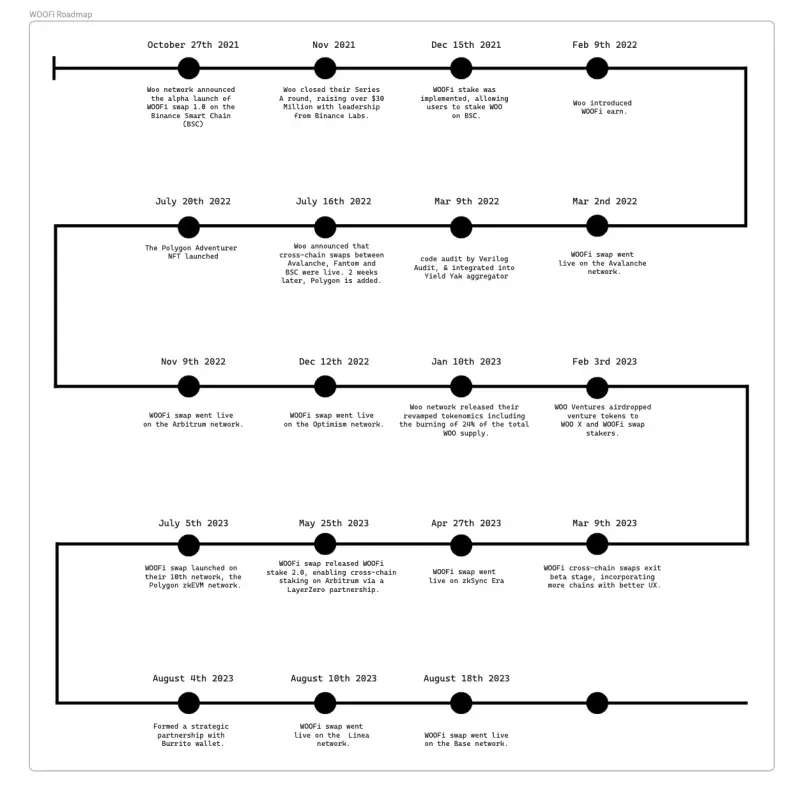 WOOFi Roadmap
October 27th 2021
Woo network announced
the alpha launch of
WOOFi swap 1.0 on the
Binance Smart Chain
(BSC)
Nov 2021
Woo closed their Series
A round, raising over $30
Million with leadership
from Binance Labs.
Dec 15th 2021
WOOFi stake was
implemented, allowing
users to stake WOO
on BSC.
Feb 9th 2022
Woo introduced
WOOFi earn.
July 20th 2022
The Polygon Adventurer
NFT launched
July 16th 2022
Woo announced that
cross-chain swaps between
Avalanche, Fantom and
BSC were live. 2 weeks
later, Polygon is added.
Mar 9th 2022
code audit by Verilog
Audit, & integrated into
Yield Yak aggregator
Mar 2nd 2022
WOOFi swap went
live on the Avalanche
network.
Nov 9th 2022
WOOFi swap went live
on the Arbitrum network.
Dec 12th 2022
WOOFi swap went live
on the Optimism network.
Jan 10th 2023
Woo network released their
revamped tokenomics including
the burning of 24% of the total
WOO supply.
Feb 3rd 2023
WOO Ventures airdropped
venture tokens to
WOO X and WOOFi swap
stakers.
July 5th 2023
WOOFi swap launched on
their 10th network, the
Polygon zkEVM network.
May 25th 2023
WOOFi swap released WOOFi
stake 2.0, enabling cross-chain
staking on Arbitrum via a
LayerZero partnership.
Apr 27th 2023
WOOFi swap went
live on zkSync Era
Mar 9th 2023
WOOFi cross-chain swaps exit
beta stage, incorporating
more chains with better UX.
August 4th 2023
Formed a strategic
partnership with
Burrito wallet.
August 10th 2023
WOOFi swap went
live on the Linea
network.
August 18th 2023
WOOFi swap went live
on the Base network.